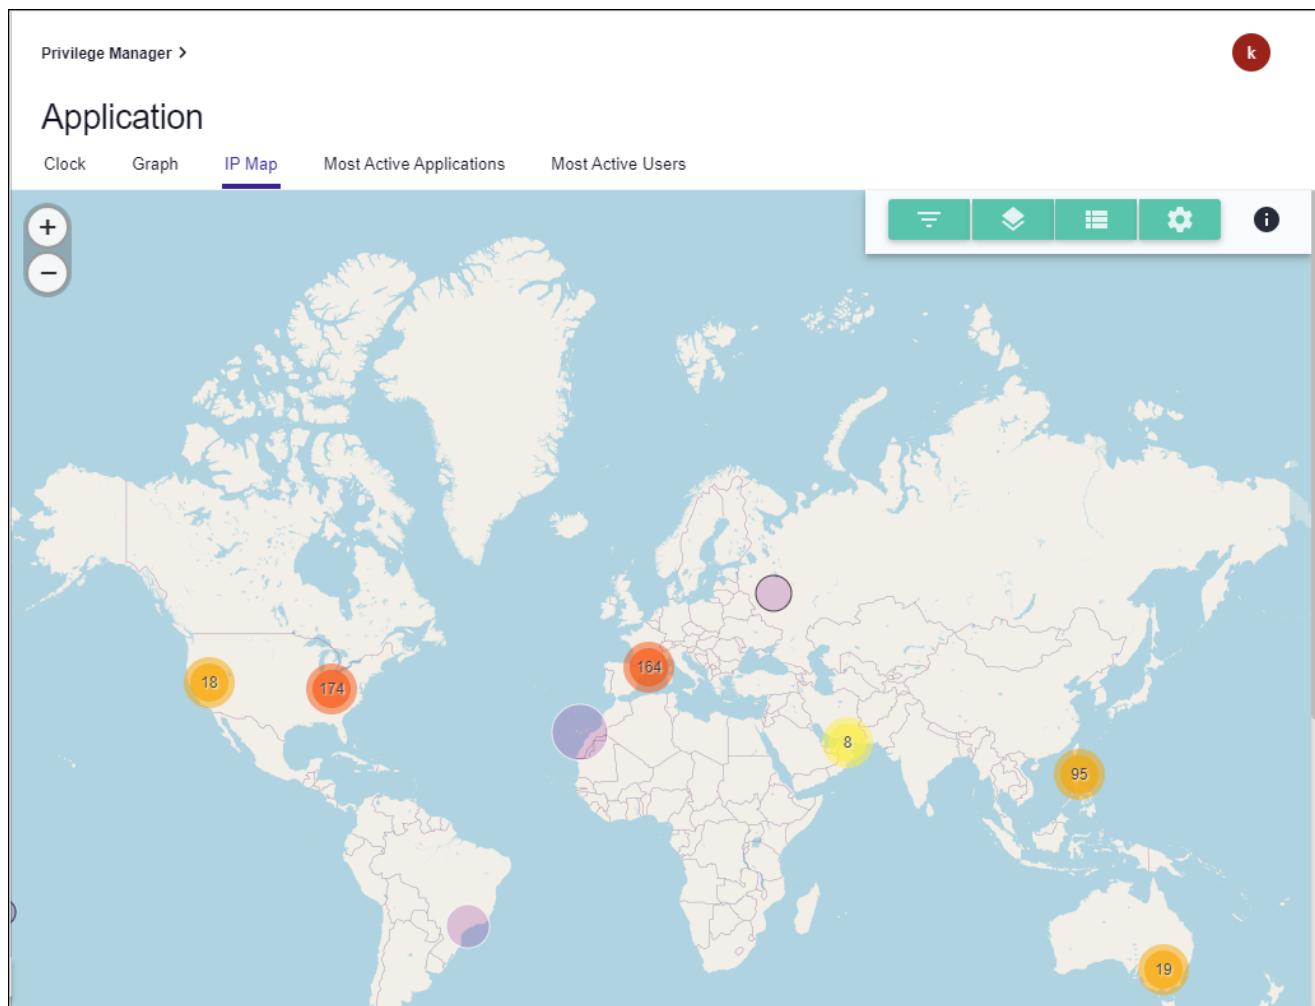 Privilege Manager >
k
Application
Clock Graph IP Map Most Active Applications Most Active Users
+
−
i
164
18
174
8
95
19